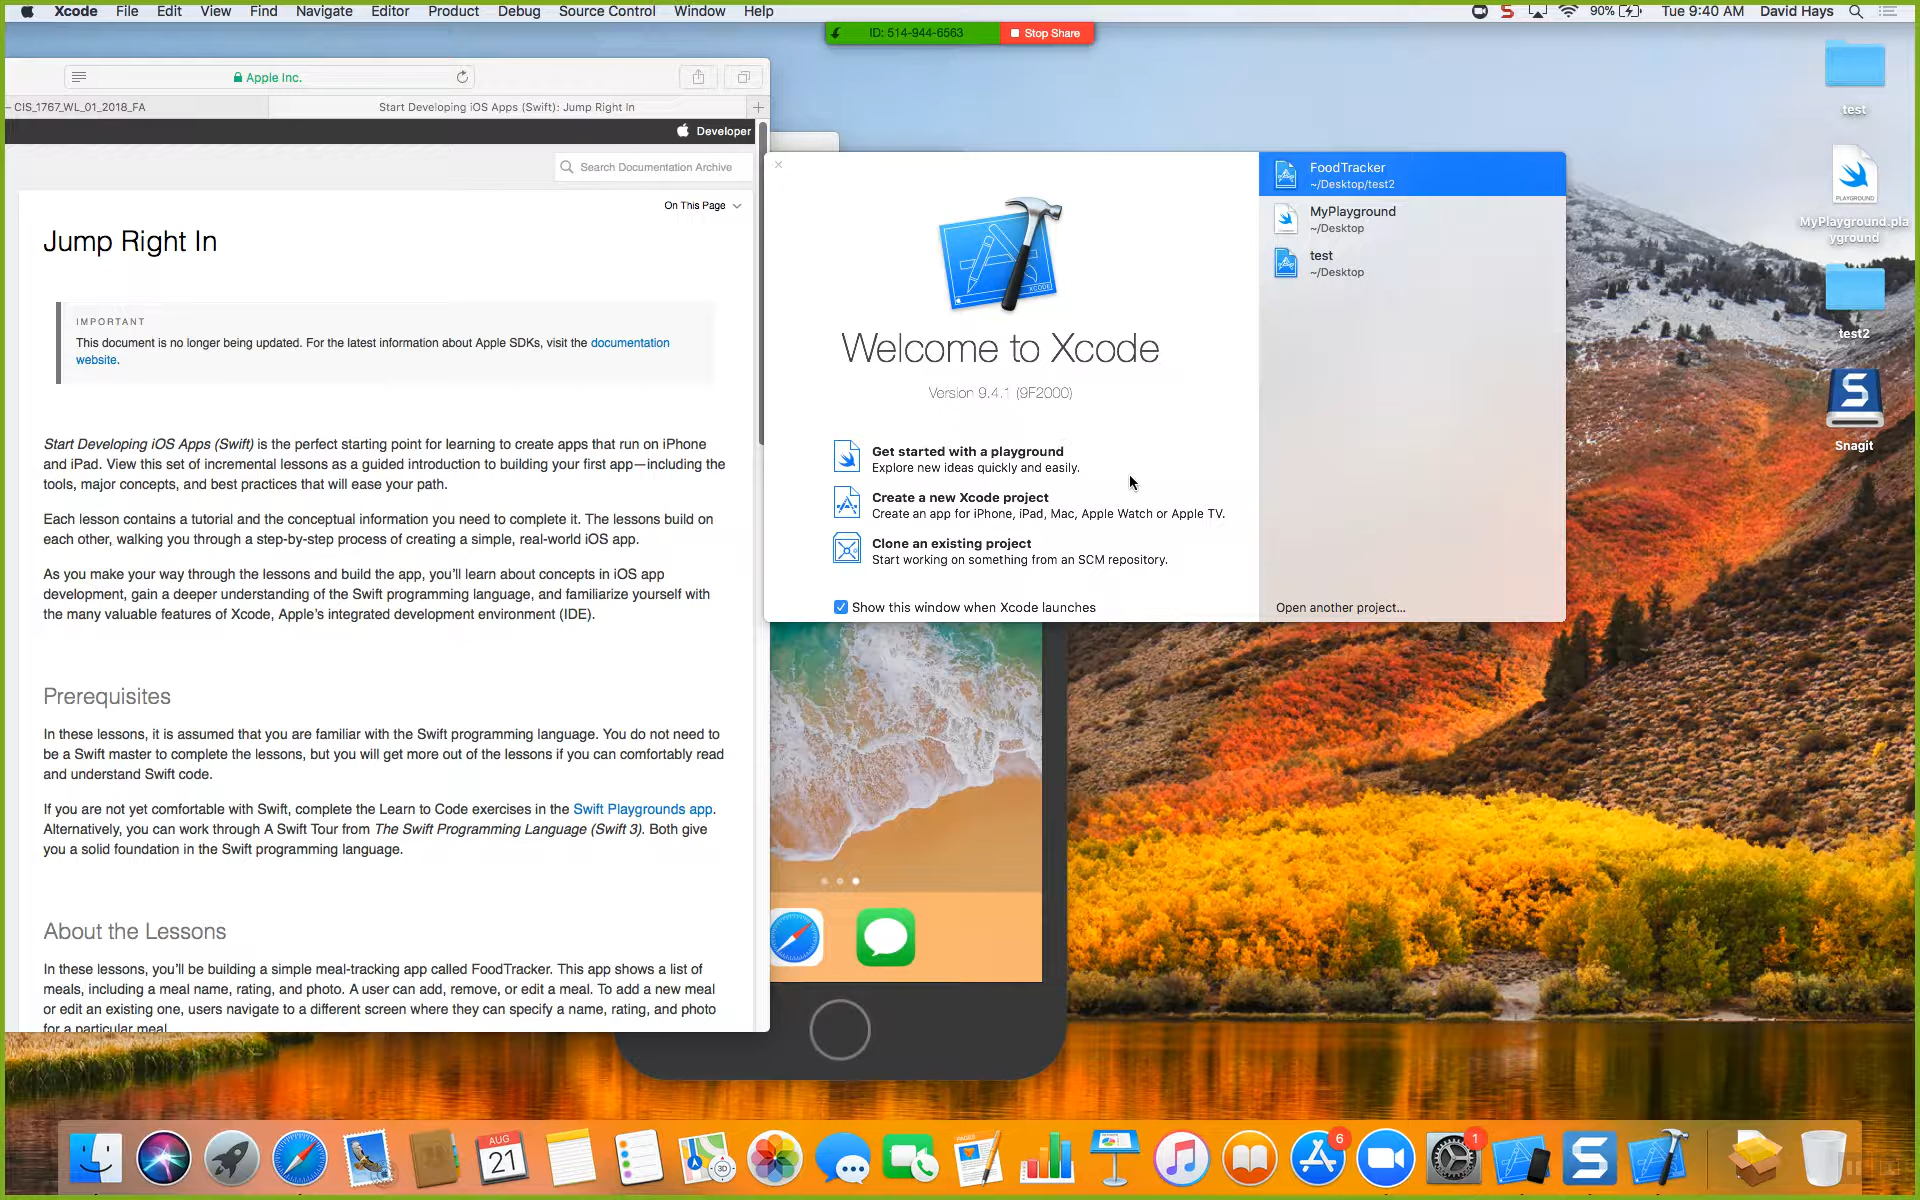 Xcode File Edit View Find Navigate Editor Product Debug Source Control Window Help
S 90% Tue 9:40 AM David Hays
ID: 514-944-6563 Stop Share
Apple Inc.
– CIS_1767_WL_01_2018_FA
Start Developing iOS Apps (Swift): Jump Right In
Developer
Search Documentation Archive
On This Page
Jump Right In
IMPORTANT
This document is no longer being updated. For the latest information about Apple SDKs, visit the documentation
website.
Start Developing iOS Apps (Swift) is the perfect starting point for learning to create apps that run on iPhone
and iPad. View this set of incremental lessons as a guided introduction to building your first app—including the
tools, major concepts, and best practices that will ease your path.
Each lesson contains a tutorial and the conceptual information you need to complete it. The lessons build on
each other, walking you through a step-by-step process of creating a simple, real-world iOS app.
As you make your way through the lessons and build the app, you'll learn about concepts in iOS app
development, gain a deeper understanding of the Swift programming language, and familiarize yourself with
the many valuable features of Xcode, Apple's integrated development environment (IDE).
Prerequisites
In these lessons, it is assumed that you are familiar with the Swift programming language. You do not need to
be a Swift master to complete the lessons, but you will get more out of the lessons if you can comfortably read
and understand Swift code.
If you are not yet comfortable with Swift, complete the Learn to Code exercises in the Swift Playgrounds app.
Alternatively, you can work through A Swift Tour from The Swift Programming Language (Swift 3). Both give
you a solid foundation in the Swift programming language.
About the Lessons
In these lessons, you'll be building a simple meal-tracking app called FoodTracker. This app shows a list of
meals, including a meal name, rating, and photo. A user can add, remove, or edit a meal. To add a new meal
or edit an existing one, users navigate to a different screen where they can specify a name, rating, and photo
for a particular meal
XCODE
Welcome to Xcode
Version 9.4.1 (9F2000)
Get started with a playground
Explore new ideas quickly and easily.
Create a new Xcode project
Create an app for iPhone, iPad, Mac, Apple Watch or Apple TV.
Clone an existing project
Start working on something from an SCM repository.
Show this window when Xcode launches
FoodTracker
~/Desktop/test2
MyPlayground
~/Desktop
test
~/Desktop
Open another project...
test
PLAYGROUND
MyPlayground.pla
yground
test2
S
Snagit
AUG
21
3D
PAGES
6
1
S